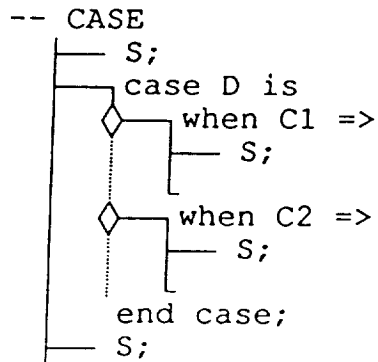 -- CASE
S;
case D is
when C1 =>
S;
when C2 =>
S;
end case;
S;